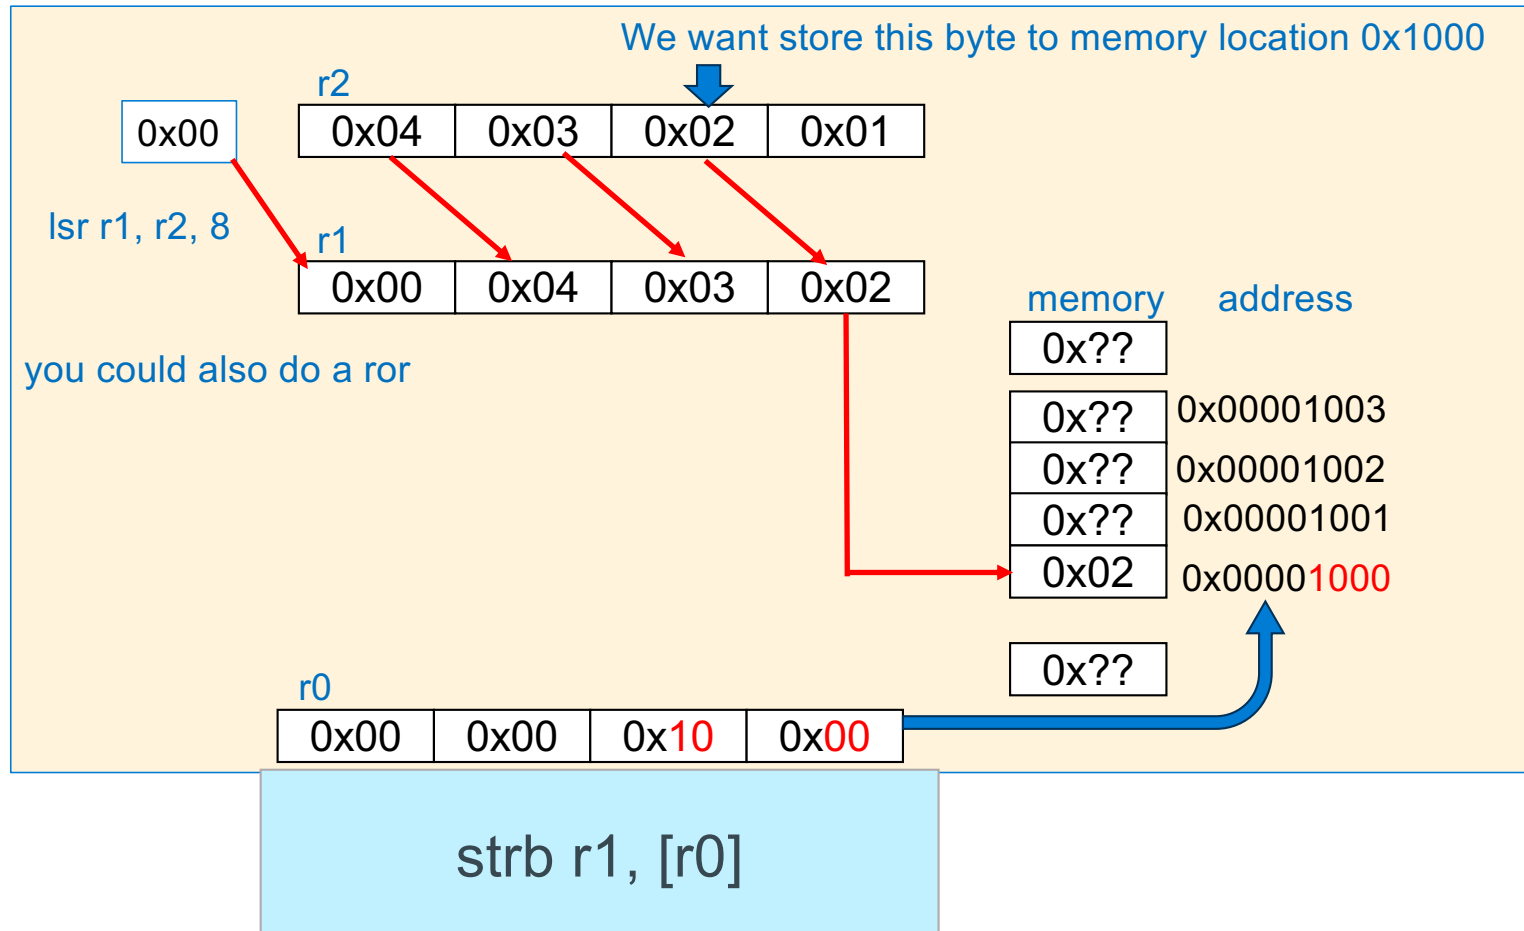 We want store this byte to memory location 0x1000
r2
0x00
0x04 0x03 0x02 0x01
lsr r1, r2, 8
r1
0x00 0x04 0x03 0x02
memory address
0x??
you could also do a ror
0x?? 0x00001003
0x?? 0x00001002
0x?? 0x00001001
0x02 0x00001000
0x??
r0
0x00 0x00 0x10 0x00
strb r1, [r0]